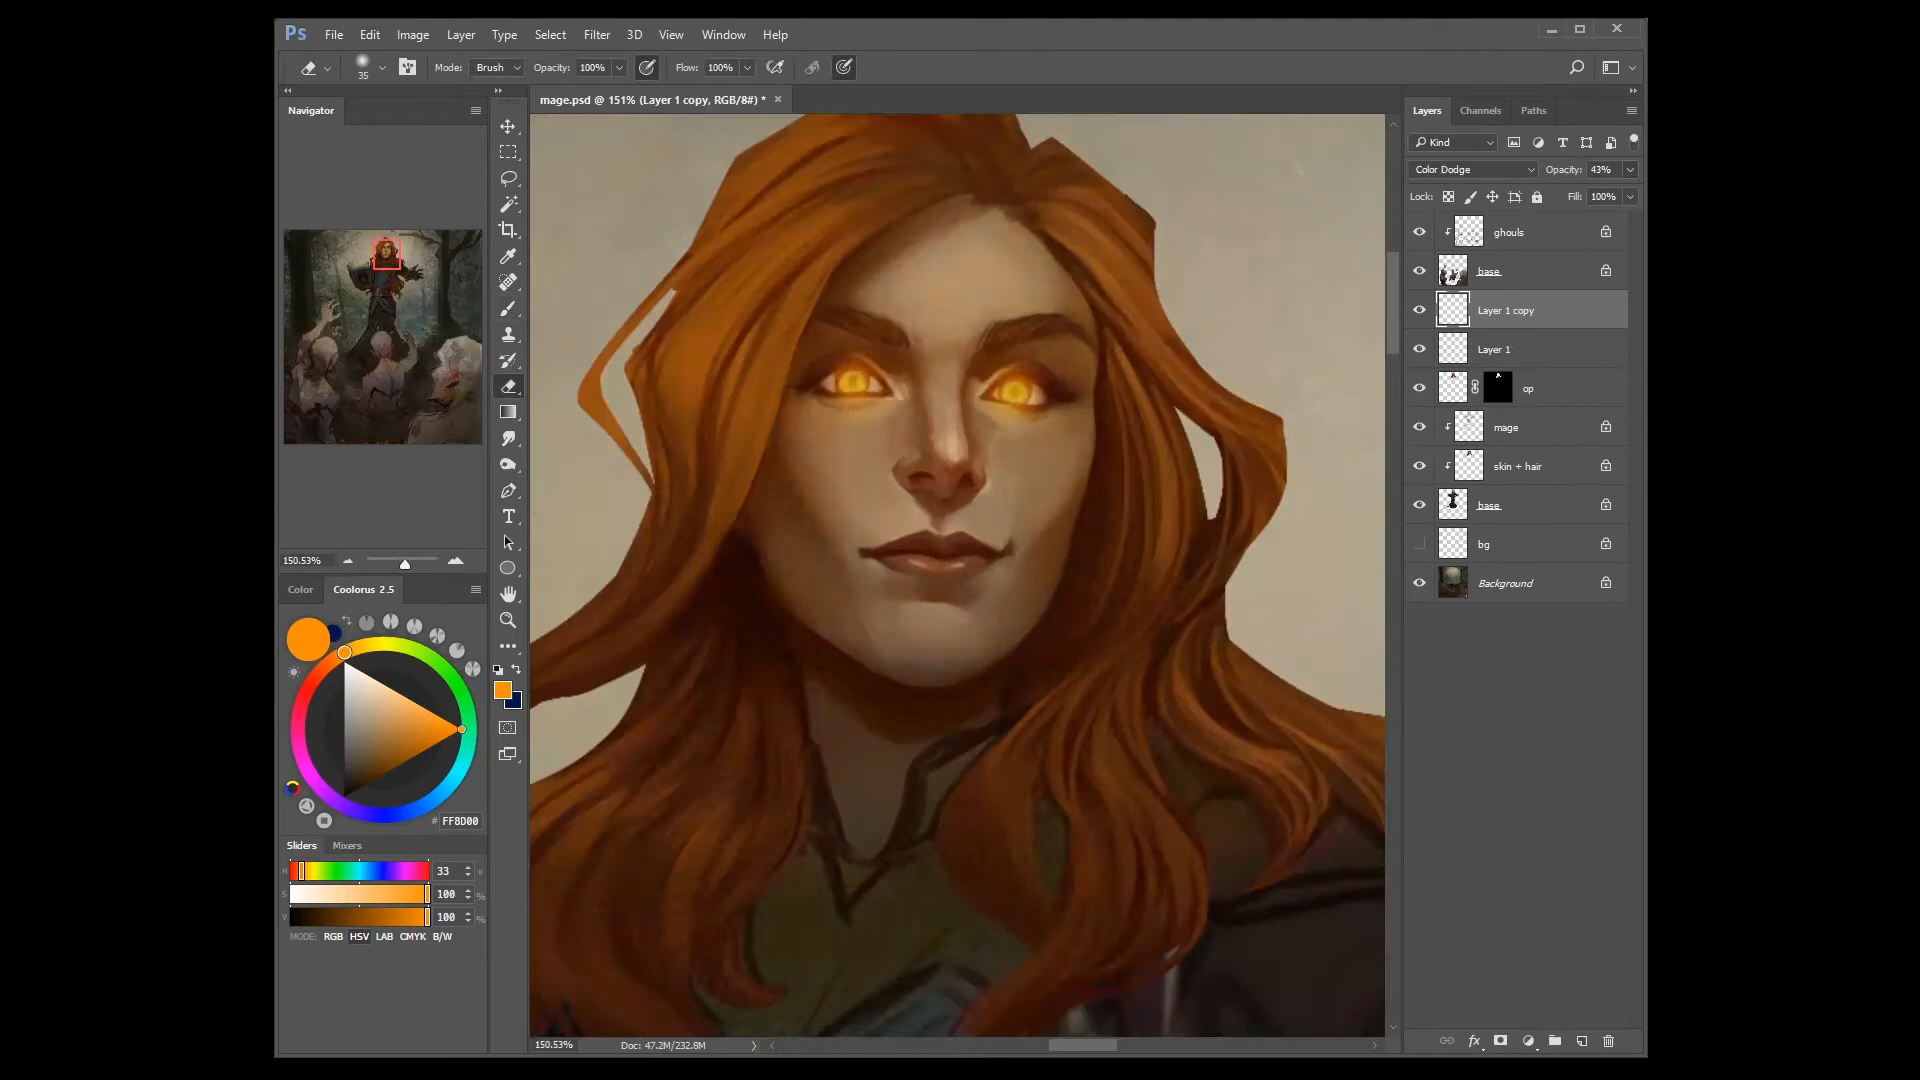 Ps File Edit Image Layer Type Select Filter 3D View Window Help
35 Mode: Brush Opacity: 100% Flow: 100%
Navigator
mage.psd @ 151% (Layer 1 copy, RGB/8#) *
Layers Channels Paths
Kind
Color Dodge Opacity: 43%
Lock: Fill: 100%
ghouls
base
Layer 1 copy
Layer 1
op
mage
skin + hair
base
bg
Background
150.53%
Color Coolorus 2.5
# FF8D00
Sliders Mixers
H 33 °
S 100 %
V 100 %
MODE: RGB HSV LAB CMYK B/W
150.53% Doc: 47.2M/232.8M
fx